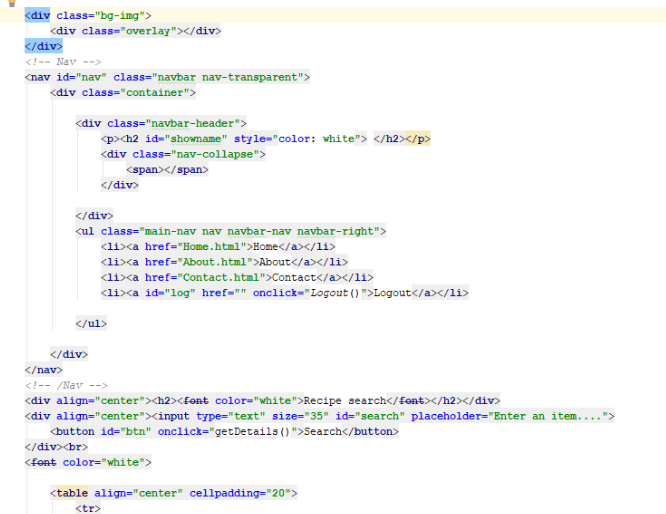 <div class="bg-img">
<div class="overlay"></div>
</div>
<!-- Nav -->
<nav id="nav" class="navbar nav-transparent">
<div class="container">
<div class="navbar-header">
<p><h2 id="showname" style="color: white"> </h2></p>
<div class="nav-collapse">
<span></span>
</div>
</div>
<ul class="main-nav nav navbar-nav navbar-right">
<li><a href="Home.html">Home</a></li>
<li><a href="About.html">About</a></li>
<li><a href="Contact.html">Contact</a></li>
<li><a id="log" href="" onclick="Logout()">Logout</a></li>
</ul>
</div>
</nav>
<!-- /Nav -->
<div align="center"><h2><font color="white">Recipe search</font></h2></div>
<div align="center"><input type="text" size="35" id="search" placeholder="Enter an item....">
<button id="btn" onclick="getDetails()">Search</button>
</div><br>
<font color="white">
<table align="center" cellpadding="20">
<tr>